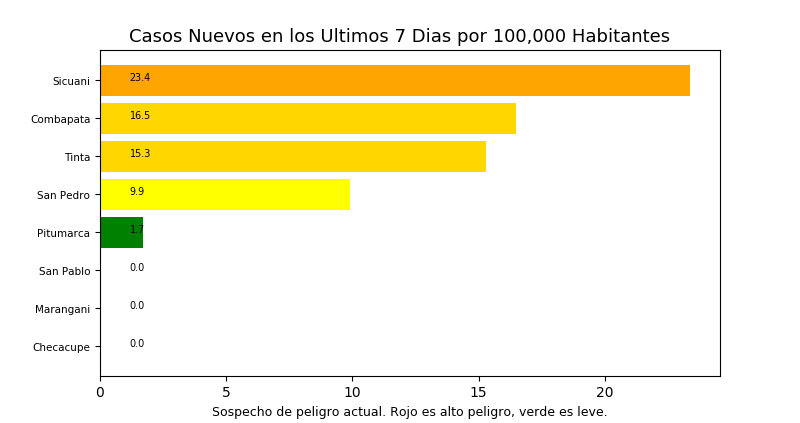 Casos Nuevos en los Ultimos 7 Dias por 100,000 Habitantes
Sicuani 23.4
Combapata 16.5
Tinta 15.3
San Pedro 9.9
Pitumarca 1.7
San Pablo 0.0
Marangani 0.0
Checacupe 0.0
0 5 10 15 20
Sospecho de peligro actual. Rojo es alto peligro, verde es leve.